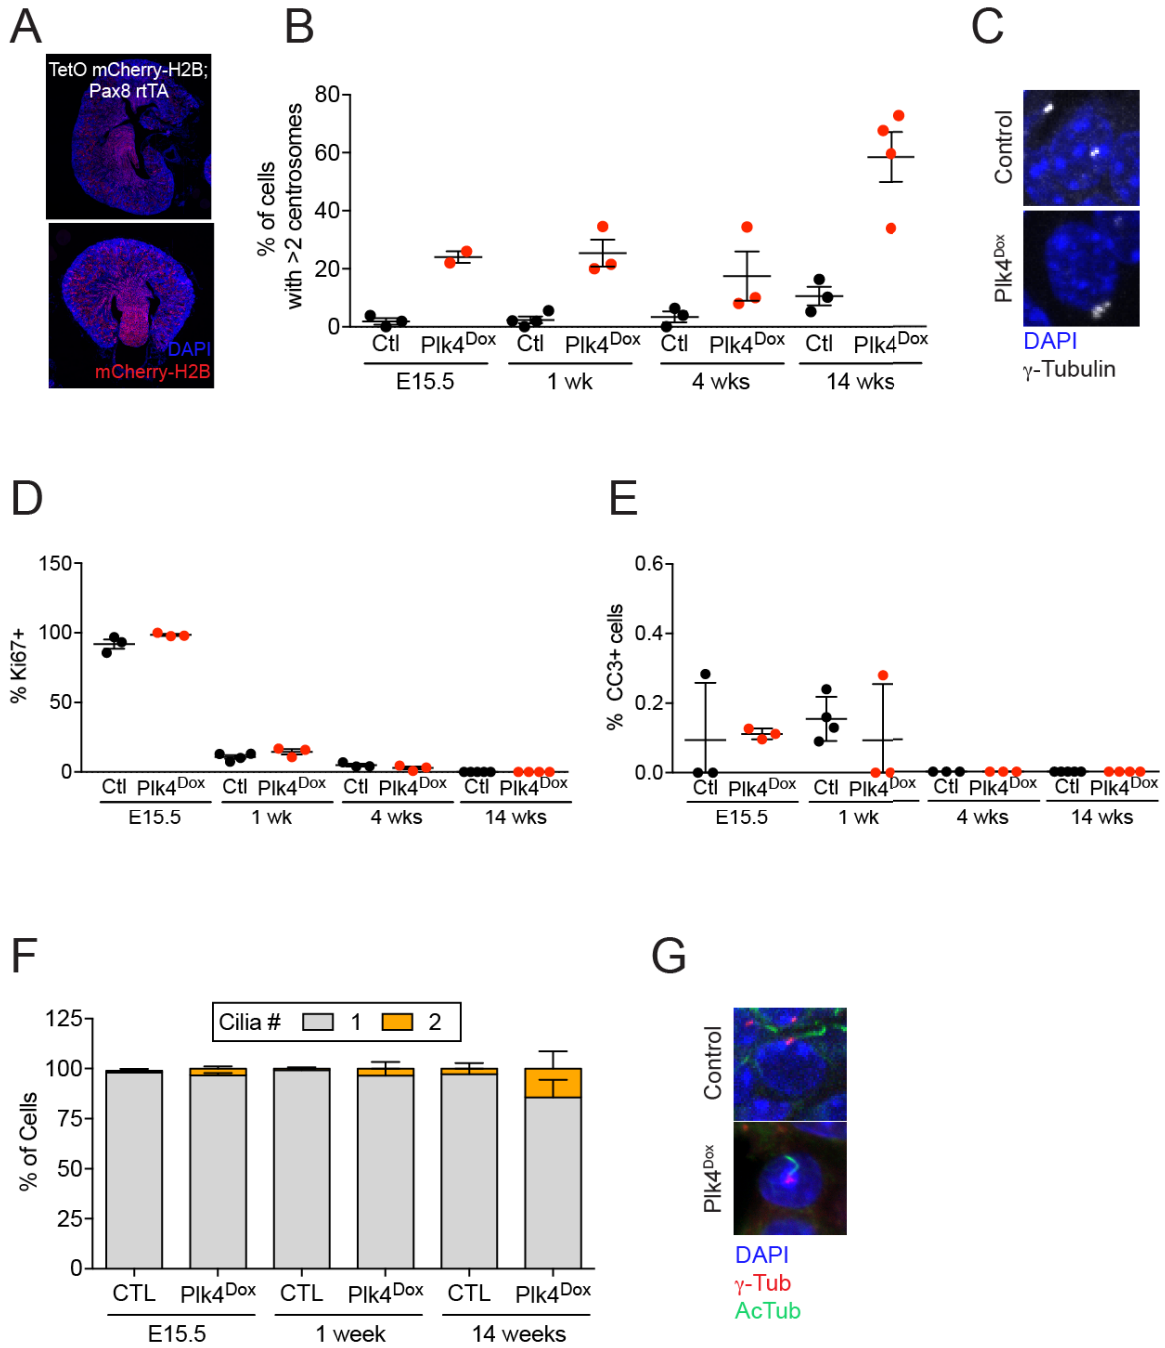 A
TetO mCherry-H2B;
Pax8 rtTA
DAPI
mCherry-H2B
B
% of cells
with >2 centrosomes
80
60
40
20
0
Ctl Plk4Dox Ctl Plk4Dox Ctl Plk4Dox Ctl Plk4Dox
E15.5 1 wk 4 wks 14 wks
C
Control
Plk4Dox
DAPI
γ-Tubulin
D
% Ki67+
150
100
50
0
Ctl Plk4Dox Ctl Plk4Dox Ctl Plk4Dox Ctl Plk4Dox
E15.5 1 wk 4 wks 14 wks
E
% CC3+ cells
0.6
0.4
0.2
0.0
Ctl Plk4Dox Ctl Plk4Dox Ctl Plk4Dox Ctl Plk4Dox
E15.5 1 wk 4 wks 14 wks
F
Cilia # 1 2
% of Cells
125
100
75
50
25
0
CTL Plk4Dox CTL Plk4Dox CTL Plk4Dox
E15.5 1 week 14 weeks
G
Control
Plk4Dox
DAPI
γ-Tub
AcTub